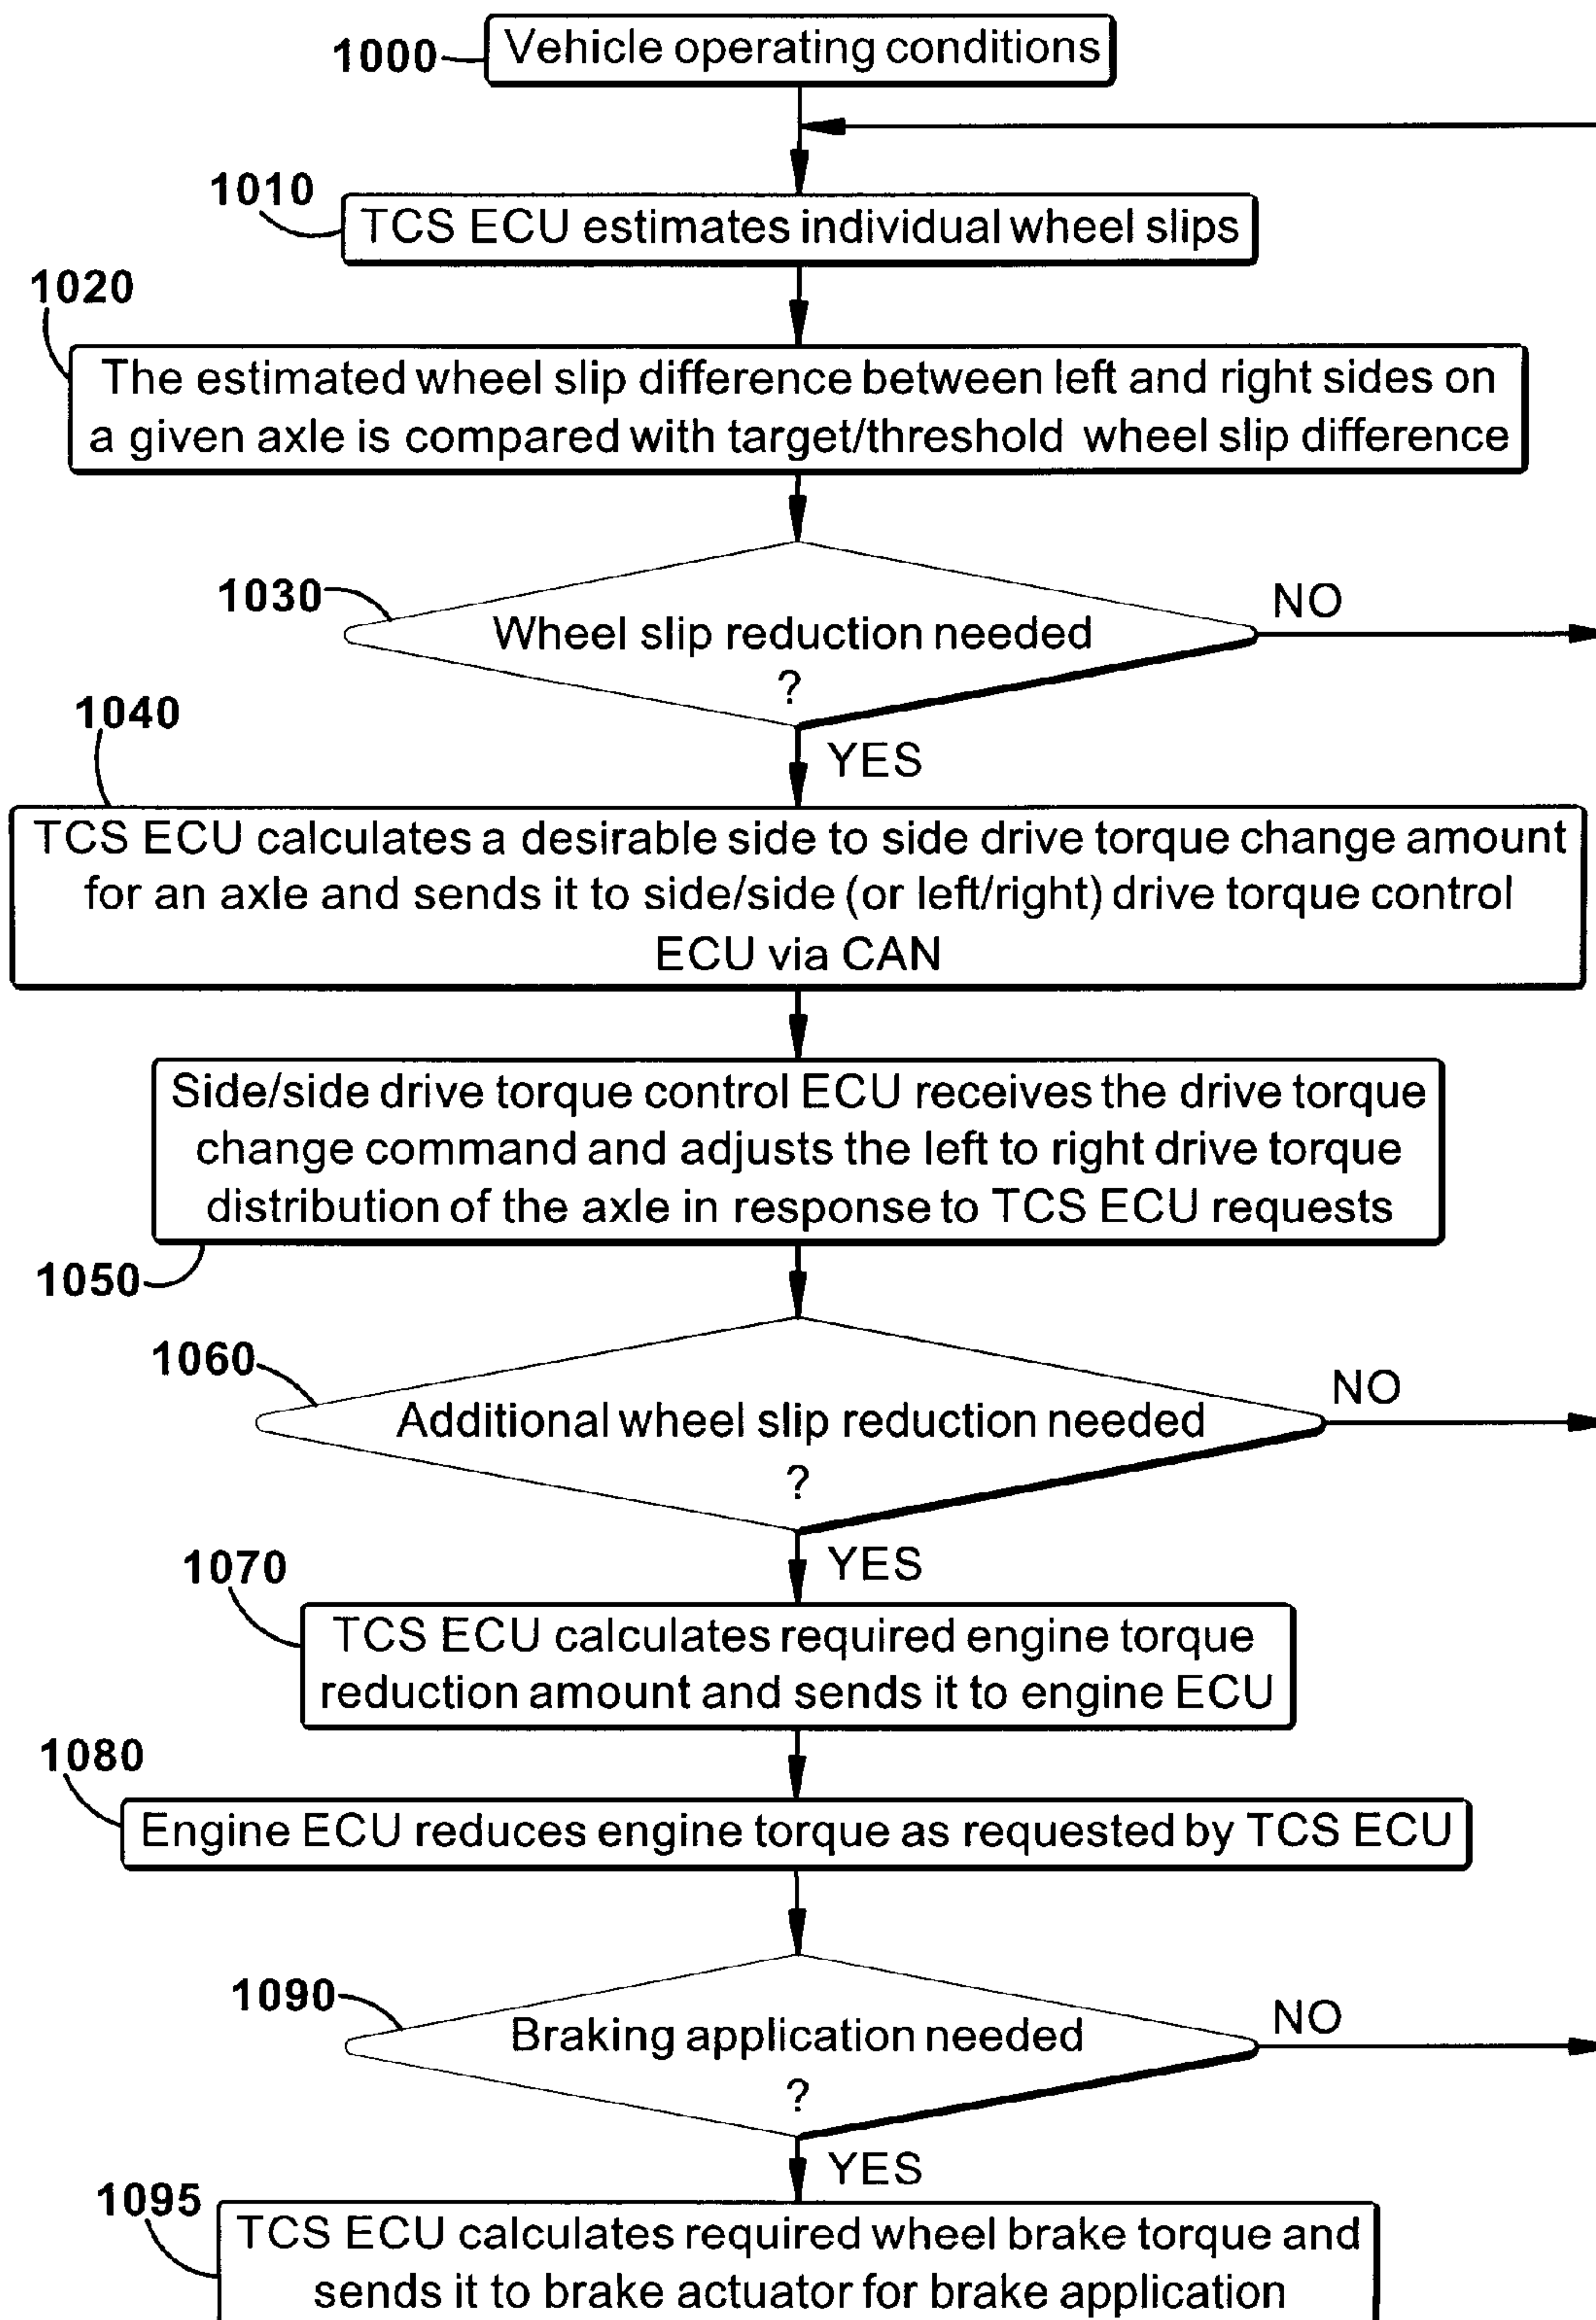 1000
Vehicle operating conditions
1010
TCS ECU estimates individual wheel slips
1020
The estimated wheel slip difference between left and right sides on
a given axle is compared with target/threshold wheel slip difference
1030
Wheel slip reduction needed
?
NO
YES
1040
TCS ECU calculates a desirable side to side drive torque change amount
for an axle and sends it to side/side (or left/right) drive torque control
ECU via CAN
Side/side drive torque control ECU receives the drive torque
change command and adjusts the left to right drive torque
distribution of the axle in response to TCS ECU requests
1050
1060
Additional wheel slip reduction needed
?
NO
YES
1070
TCS ECU calculates required engine torque
reduction amount and sends it to engine ECU
1080
Engine ECU reduces engine torque as requested by TCS ECU
1090
Braking application needed
?
NO
YES
1095
TCS ECU calculates required wheel brake torque and
sends it to brake actuator for brake application